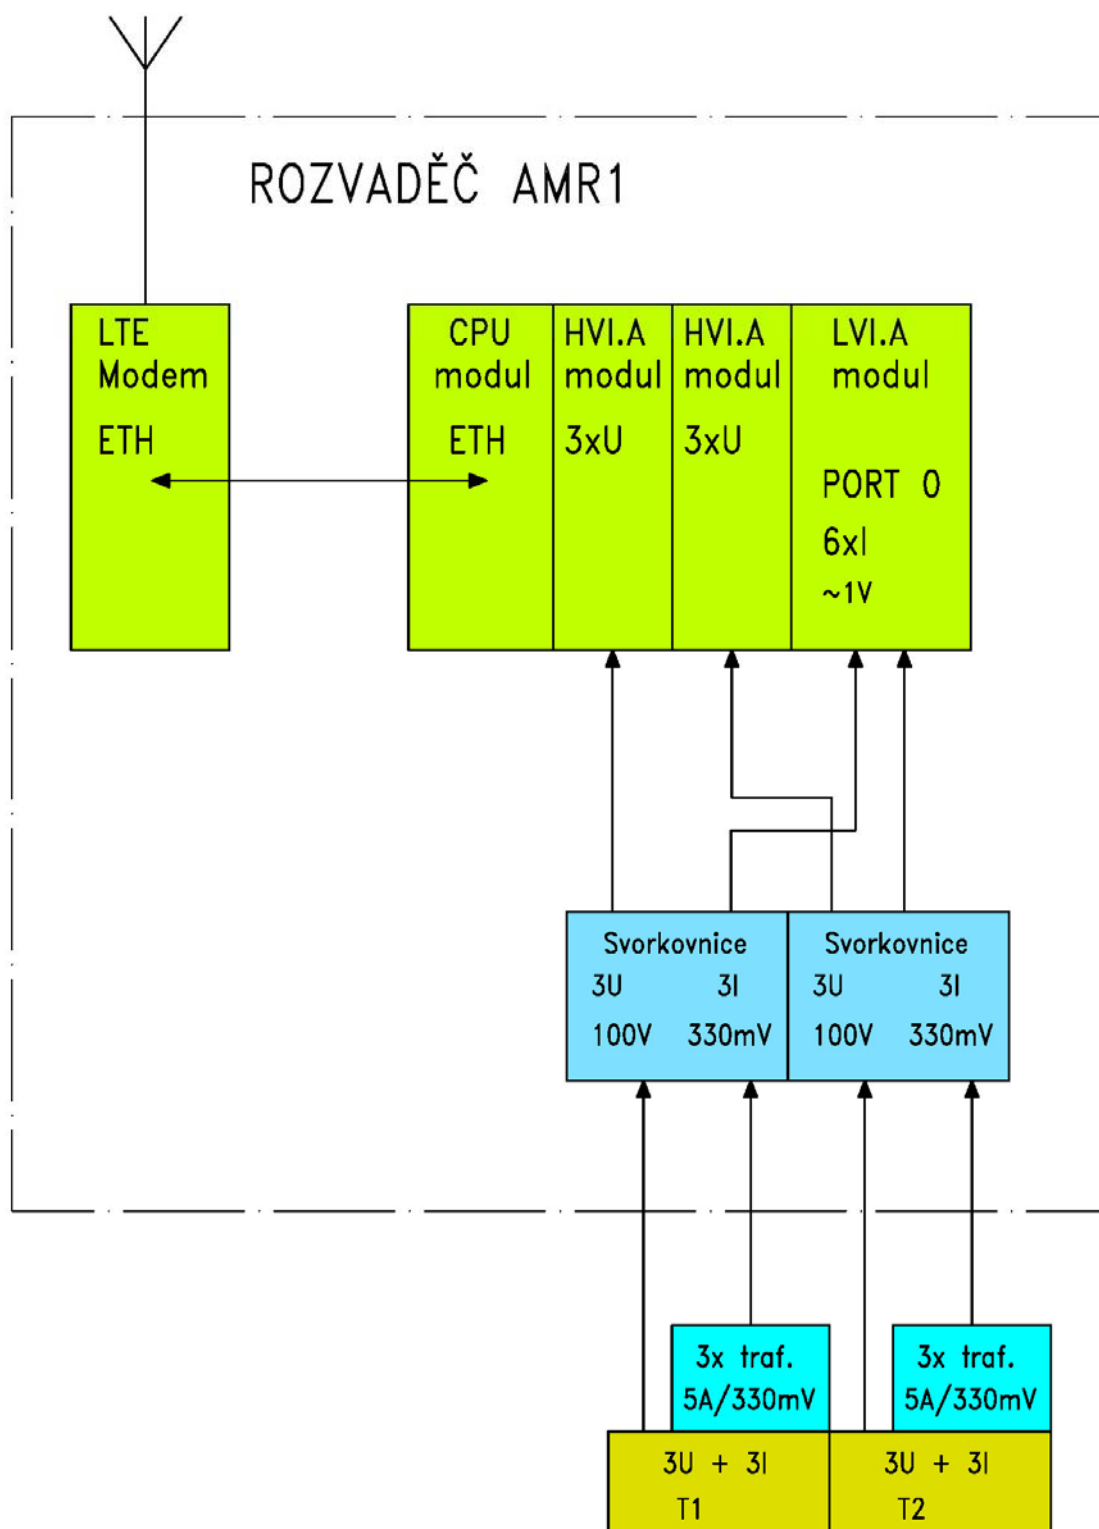 ROZVADĚČ AMR1
LTE
Modem
ETH
CPU
modul
ETH
HVI.A
modul
3xU
HVI.A
modul
3xU
LVI.A
modul
PORT 0
6xI
~1V
Svorkovnice
3U 3I
100V 330mV
Svorkovnice
3U 3I
100V 330mV
3x traf.
5A/330mV
3x traf.
5A/330mV
3U + 3I
T1
3U + 3I
T2